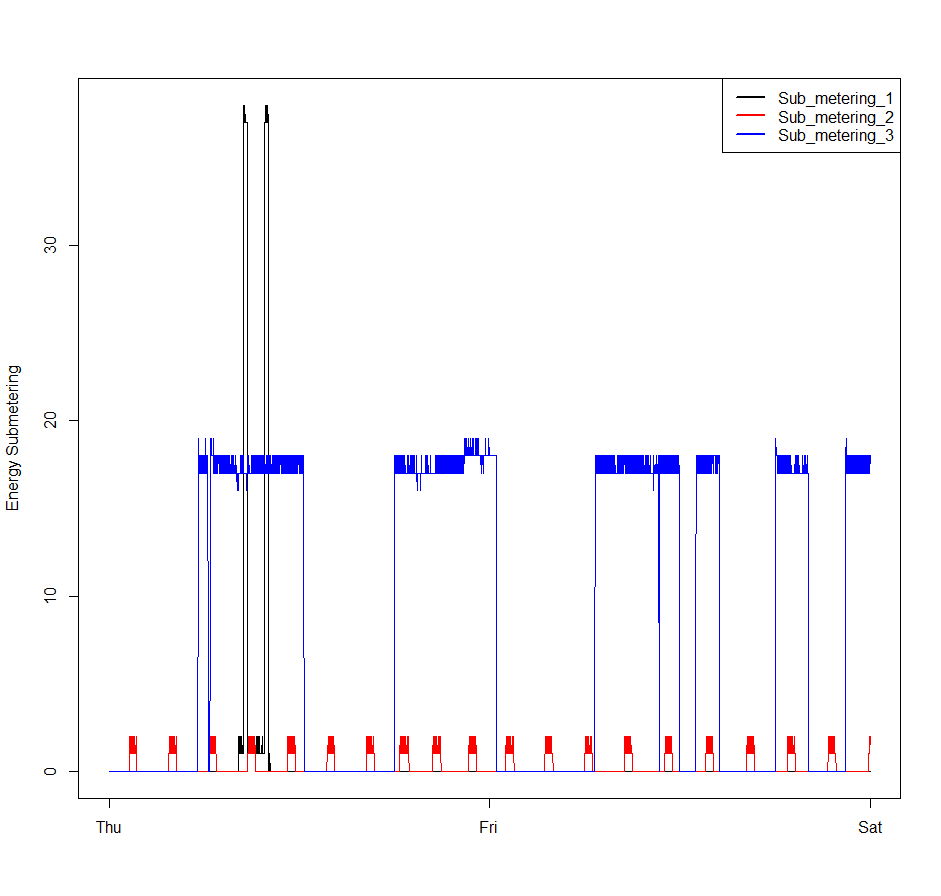 Sub_metering_1
Sub_metering_2
Sub_metering_3
Energy Submetering
30
20
10
0
Thu Fri Sat